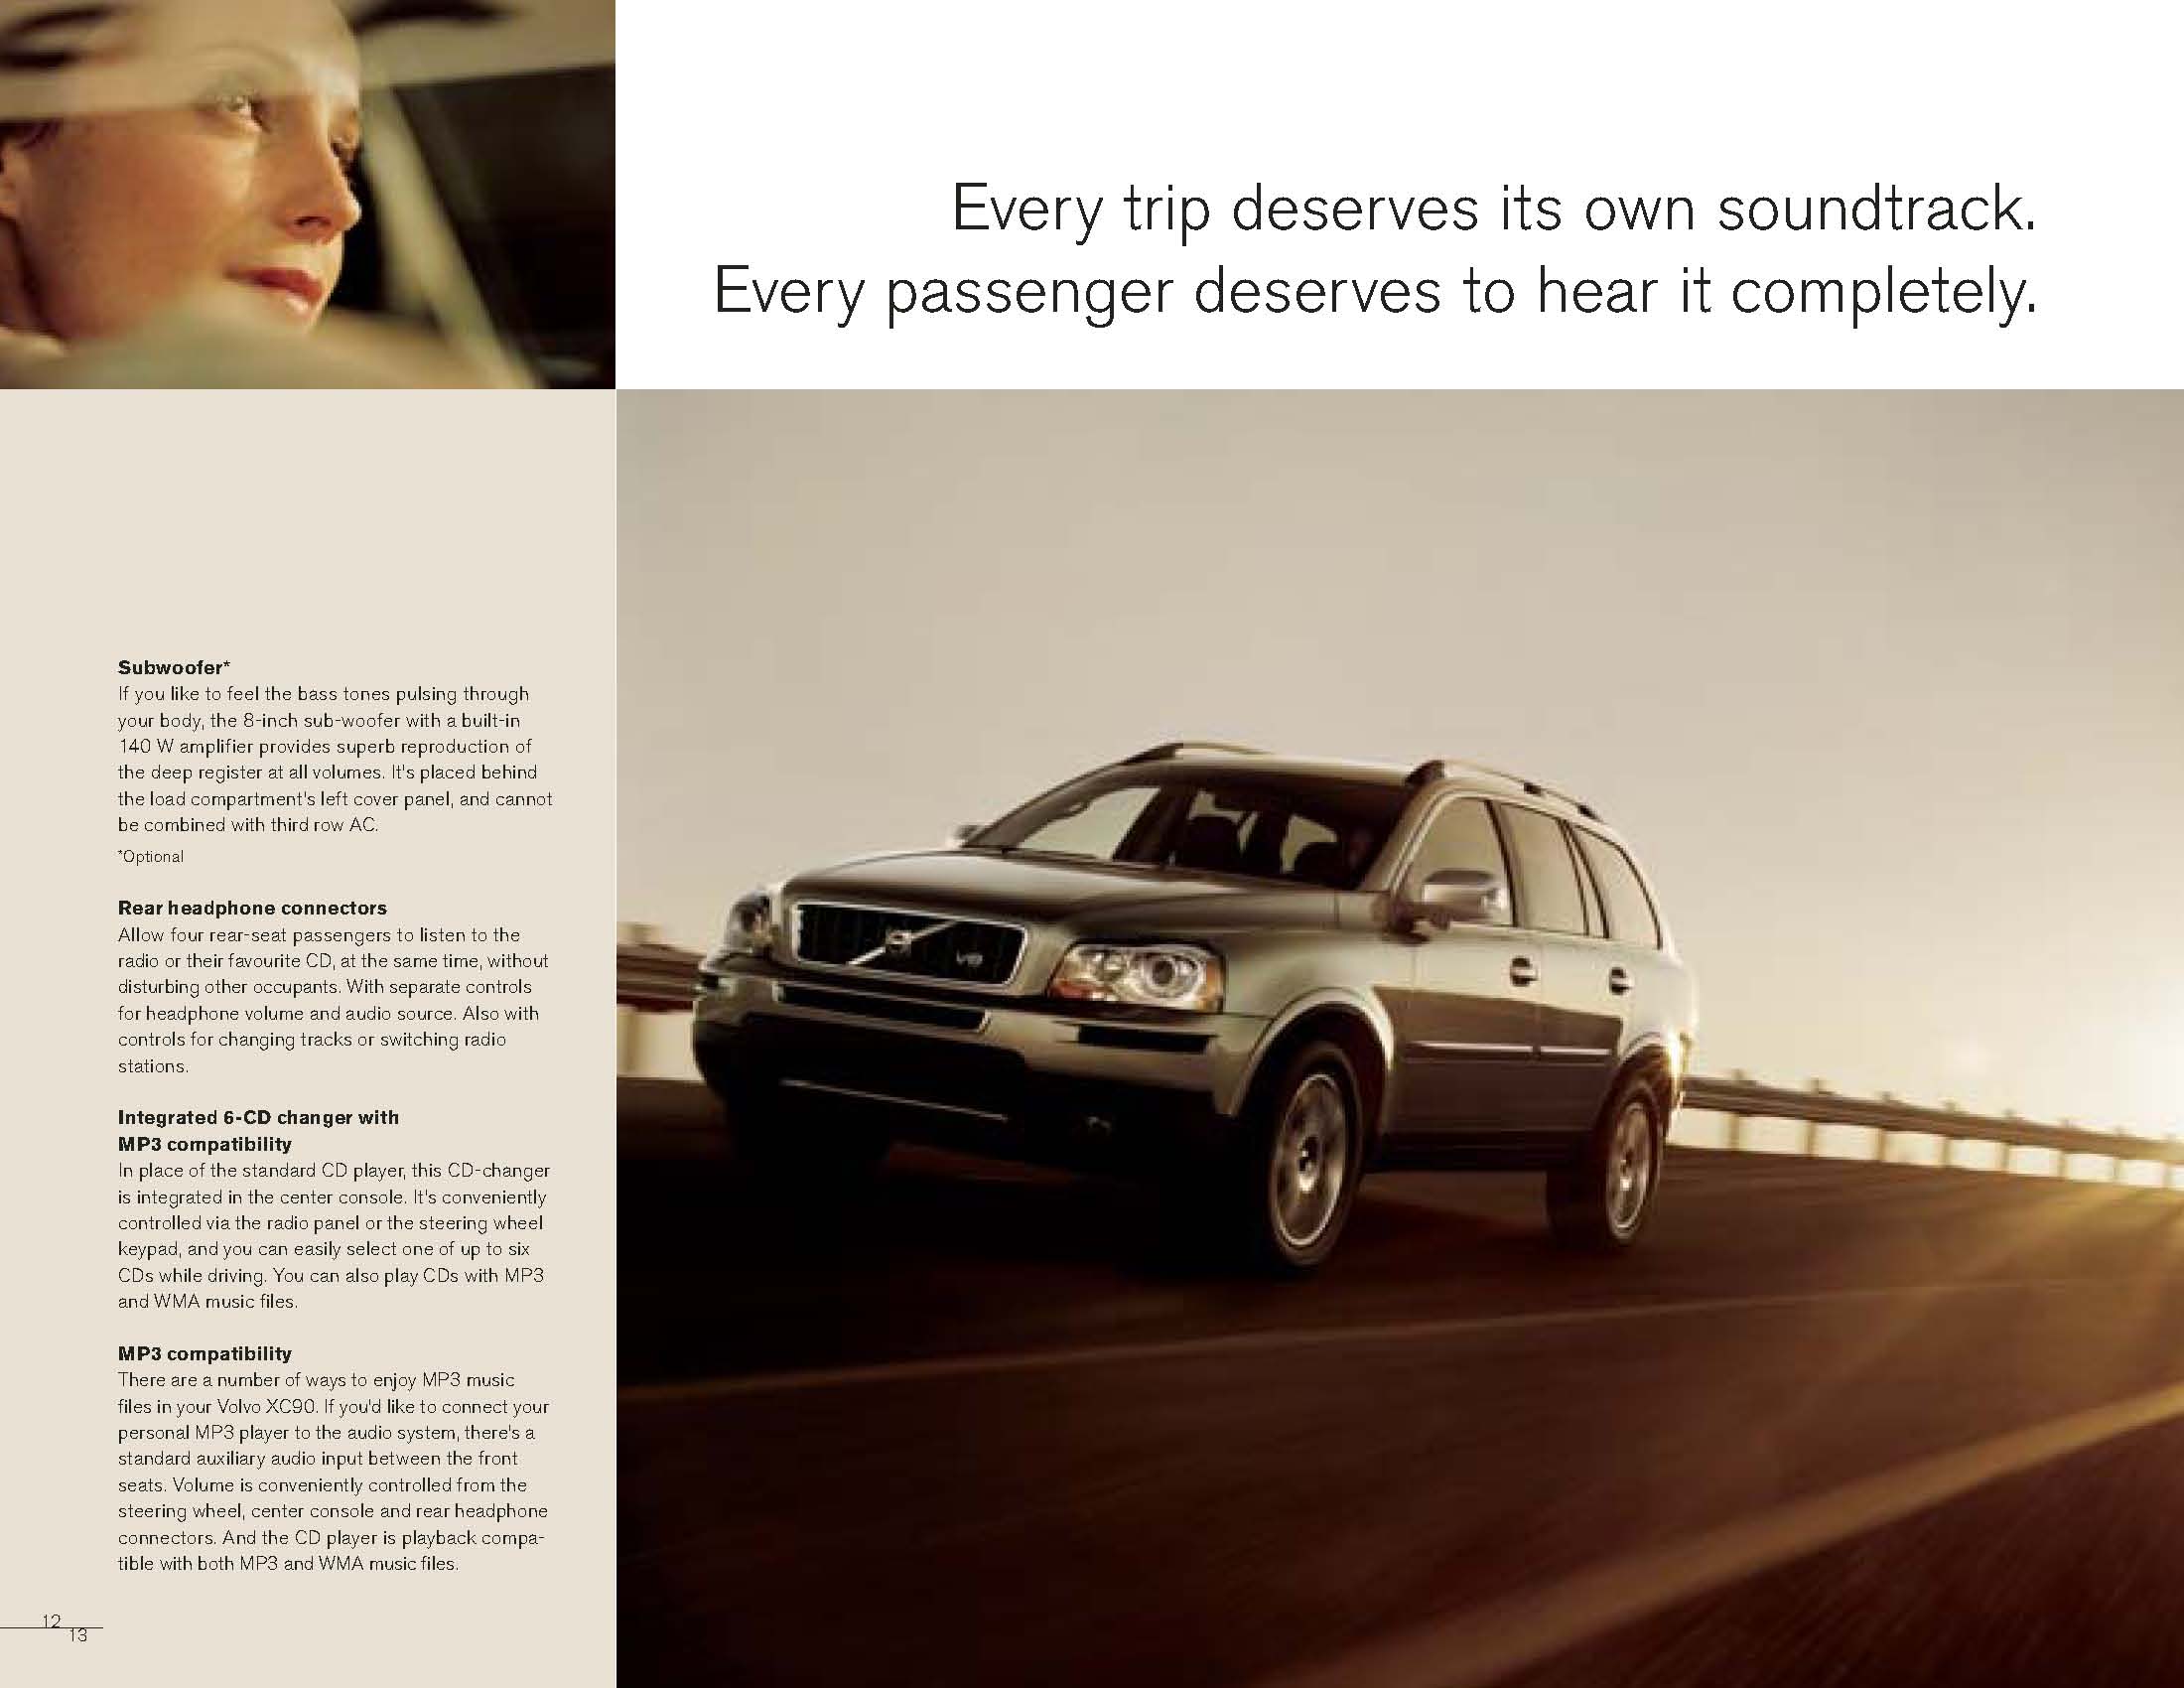 Every trip deserves its own soundtrack.
Every passenger deserves to hear it completely.
Subwoofer*
If you like to feel the bass tones pulsing through
your body, the 8-inch sub-woofer with a built-in
140 W amplifier provides superb reproduction of
the deep register at all volumes. It's placed behind
the load compartment's left cover panel, and cannot
be combined with third row AC.
*Optional
Rear headphone connectors
Allow four rear-seat passengers to listen to the
radio or their favourite CD, at the same time, without
disturbing other occupants. With separate controls
for headphone volume and audio source. Also with
controls for changing tracks or switching radio
stations.
Integrated 6-CD changer with
MP3 compatibility
In place of the standard CD player, this CD-changer
is integrated in the center console. It's conveniently
controlled via the radio panel or the steering wheel
keypad, and you can easily select one of up to six
CDs while driving. You can also play CDs with MP3
and WMA music files.
MP3 compatibility
There are a number of ways to enjoy MP3 music
files in your Volvo XC90. If you'd like to connect your
personal MP3 player to the audio system, there's a
standard auxiliary audio input between the front
seats. Volume is conveniently controlled from the
steering wheel, center console and rear headphone
connectors. And the CD player is playback compa-
tible with both MP3 and WMA music files.
12
13
V8